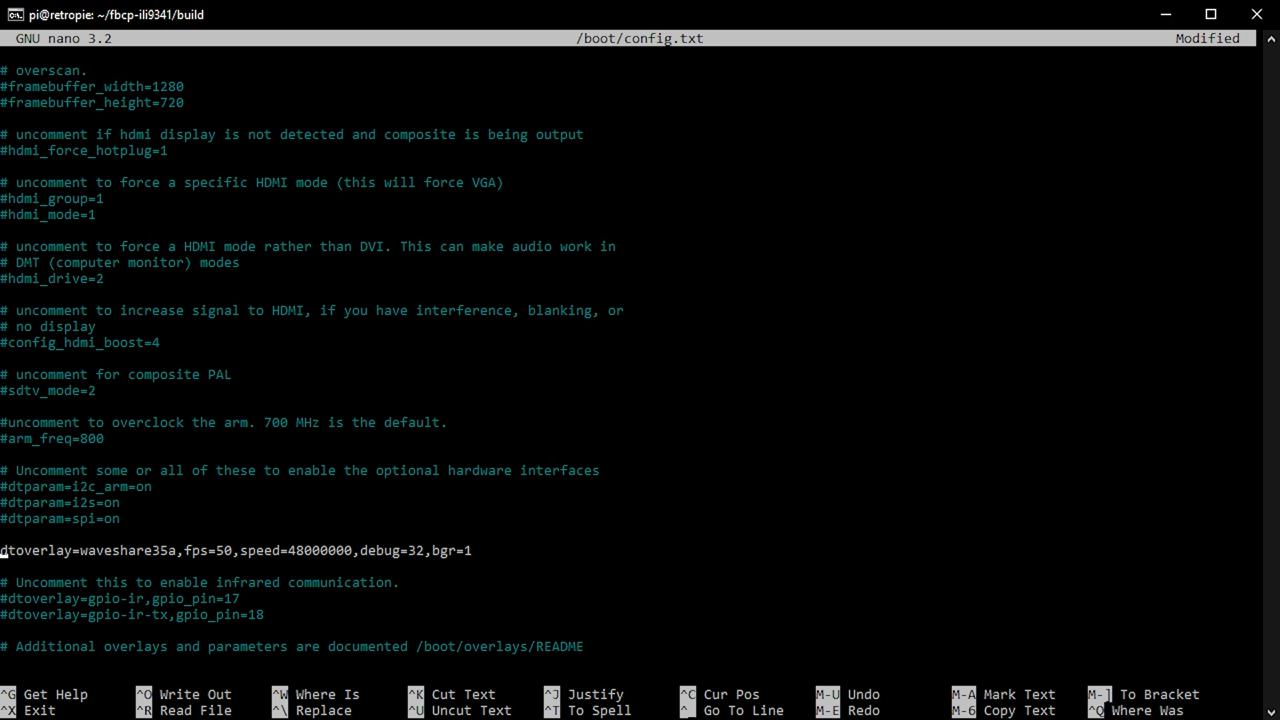 pi@retropie: ~/fbcp-ili9341/build
GNU nano 3.2 /boot/config.txt Modified
# overscan.
#framebuffer_width=1280
#framebuffer_height=720
# uncomment if hdmi display is not detected and composite is being output
#hdmi_force_hotplug=1
# uncomment to force a specific HDMI mode (this will force VGA)
#hdmi_group=1
#hdmi_mode=1
# uncomment to force a HDMI mode rather than DVI. This can make audio work in
# DMT (computer monitor) modes
#hdmi_drive=2
# uncomment to increase signal to HDMI, if you have interference, blanking, or
# no display
#config_hdmi_boost=4
# uncomment for composite PAL
#sdtv_mode=2
#uncomment to overclock the arm. 700 MHz is the default.
#arm_freq=800
# Uncomment some or all of these to enable the optional hardware interfaces
#dtparam=i2c_arm=on
#dtparam=i2s=on
#dtparam=spi=on
dtoverlay=waveshare35a,fps=50,speed=48000000,debug=32,bgr=1
# Uncomment this to enable infrared communication.
#dtoverlay=gpio-ir,gpio_pin=17
#dtoverlay=gpio-ir-tx,gpio_pin=18
# Additional overlays and parameters are documented /boot/overlays/README
^G Get Help ^O Write Out ^W Where Is ^K Cut Text ^J Justify ^C Cur Pos M-U Undo M-A Mark Text M-] To Bracket
^X Exit ^R Read File ^\ Replace ^U Uncut Text ^T To Spell ^_ Go To Line M-E Redo M-6 Copy Text ^Q Where Was